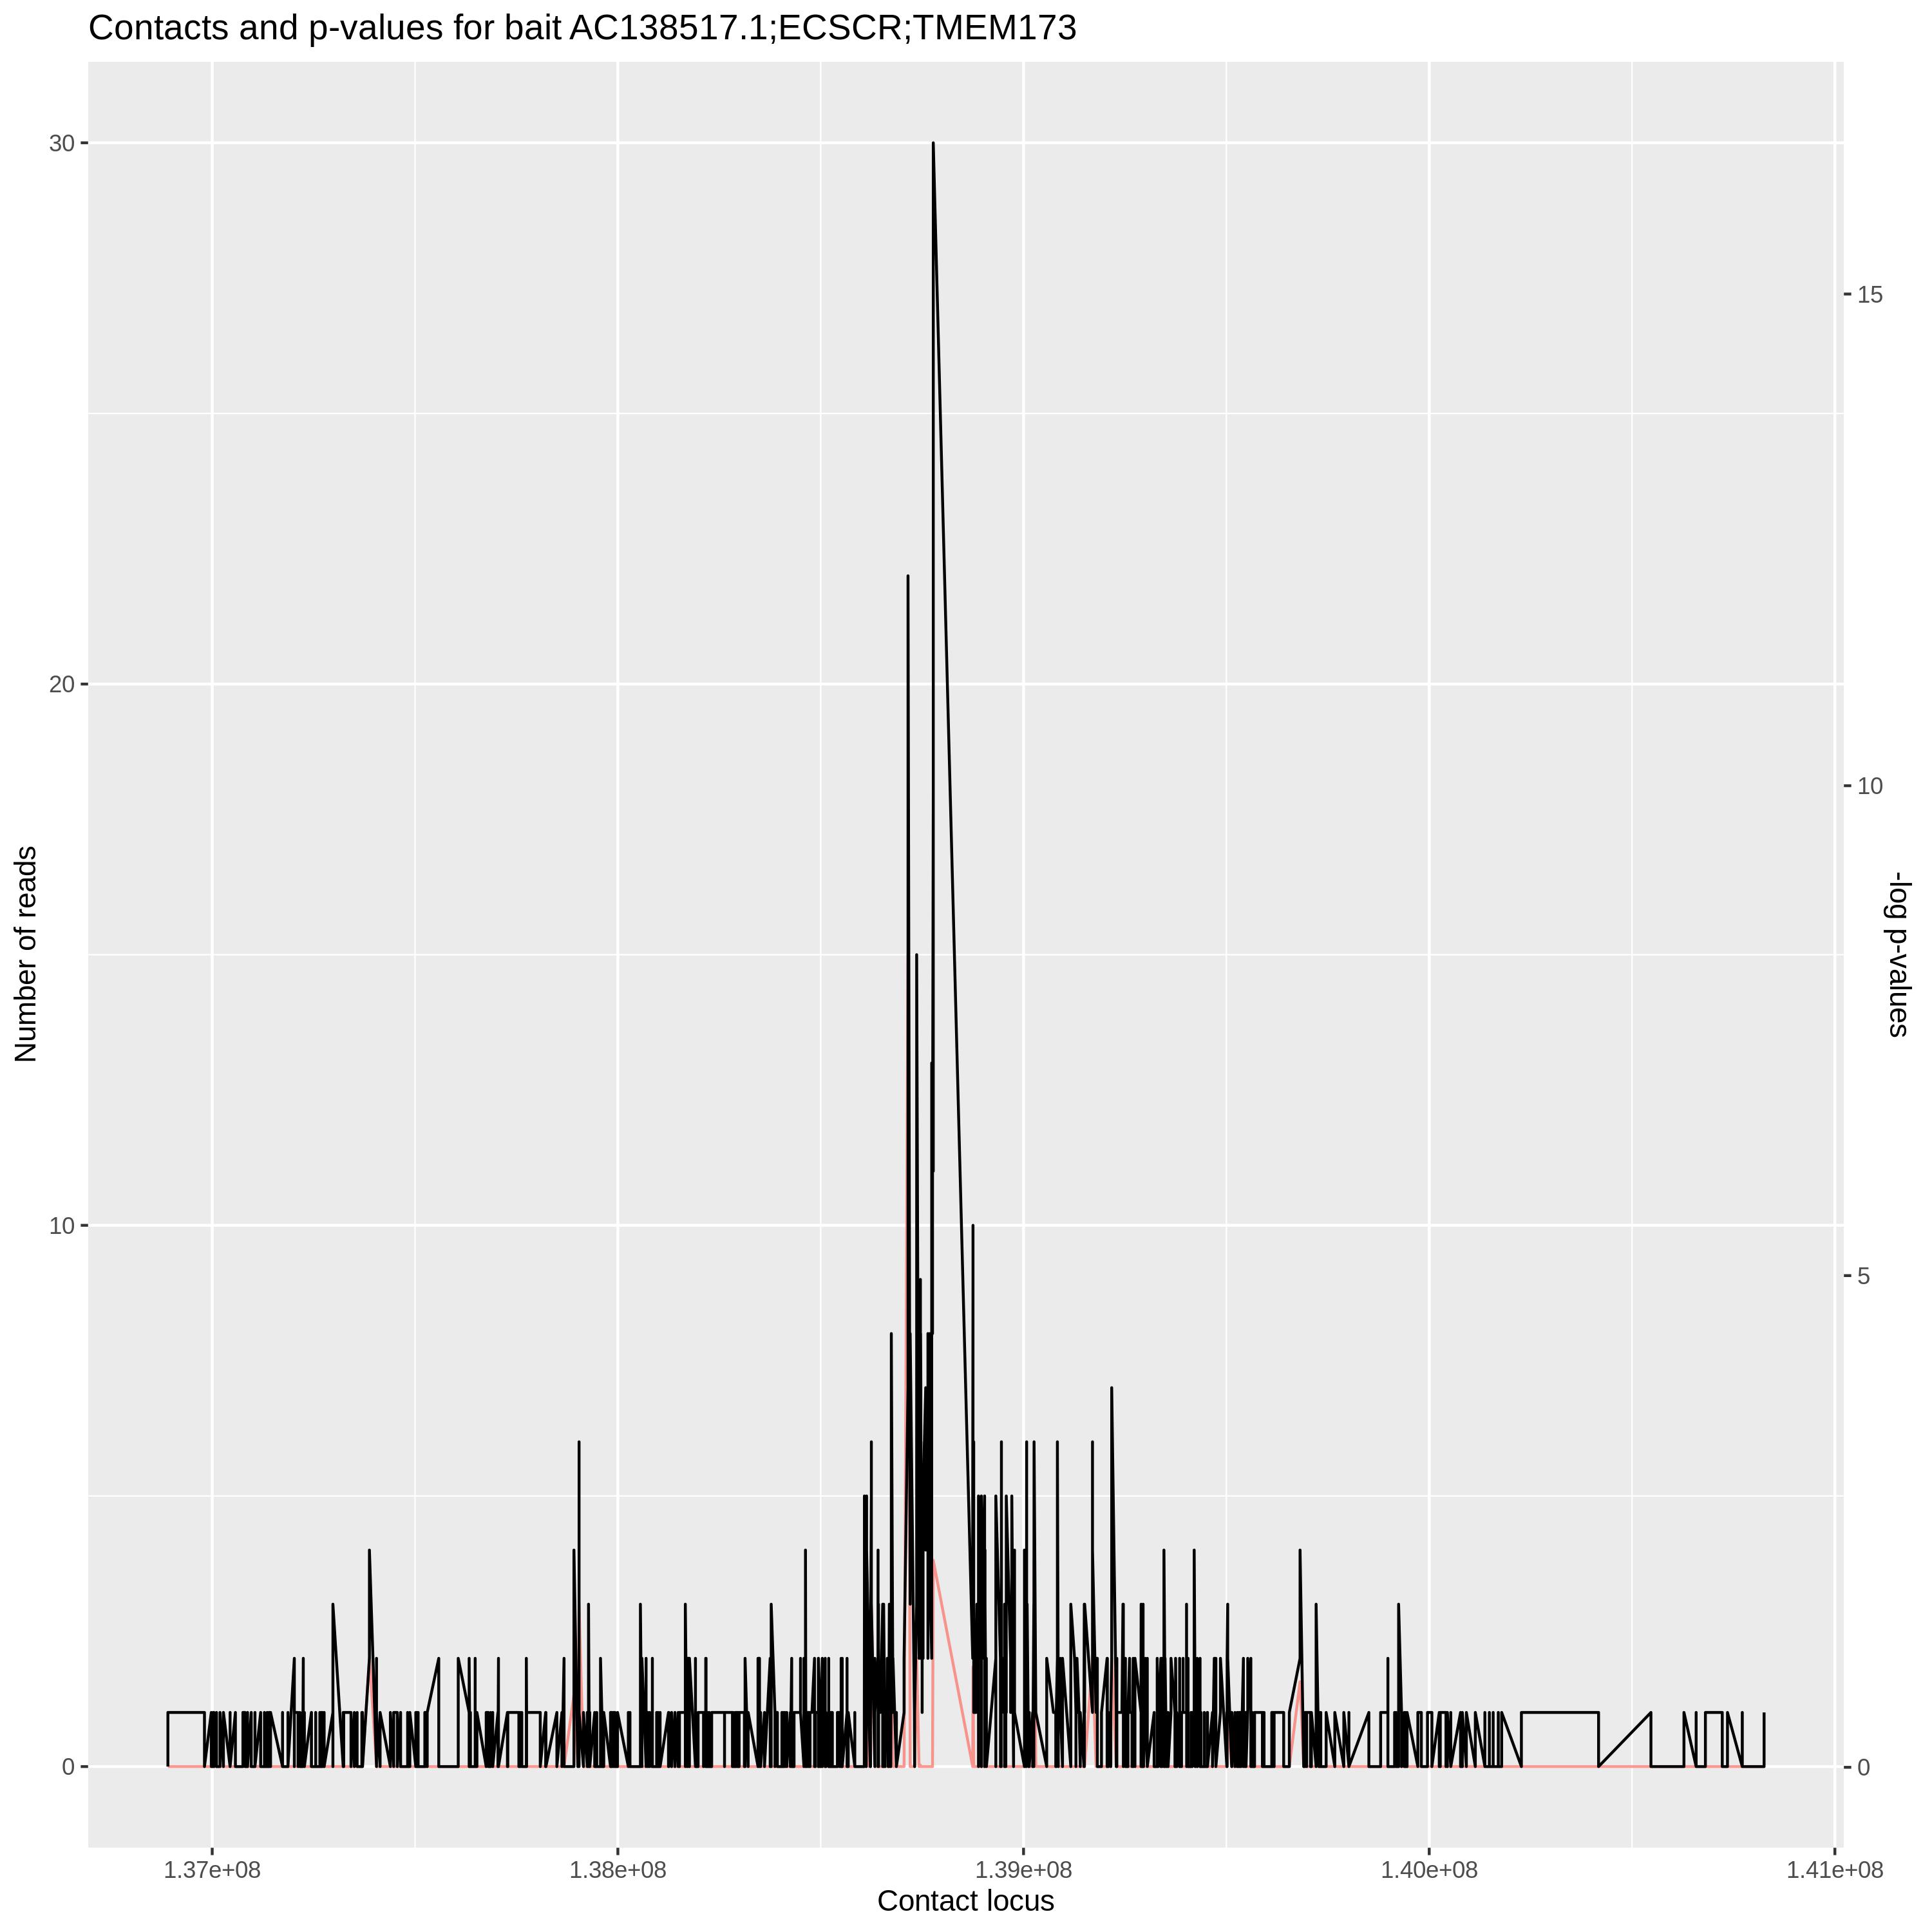 Contacts and p-values for bait AC138517.1;ECSCR;TMEM173
30
20
10
0
Number of reads
15
10
5
0
-log p-values
1.37e+08
1.38e+08
1.39e+08
1.40e+08
1.41e+08
Contact locus